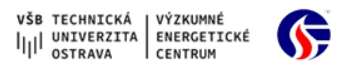 VŠB TECHNICKÁ
UNIVERZITA
OSTRAVA
VÝZKUMNÉ
ENERGETICKÉ
CENTRUM